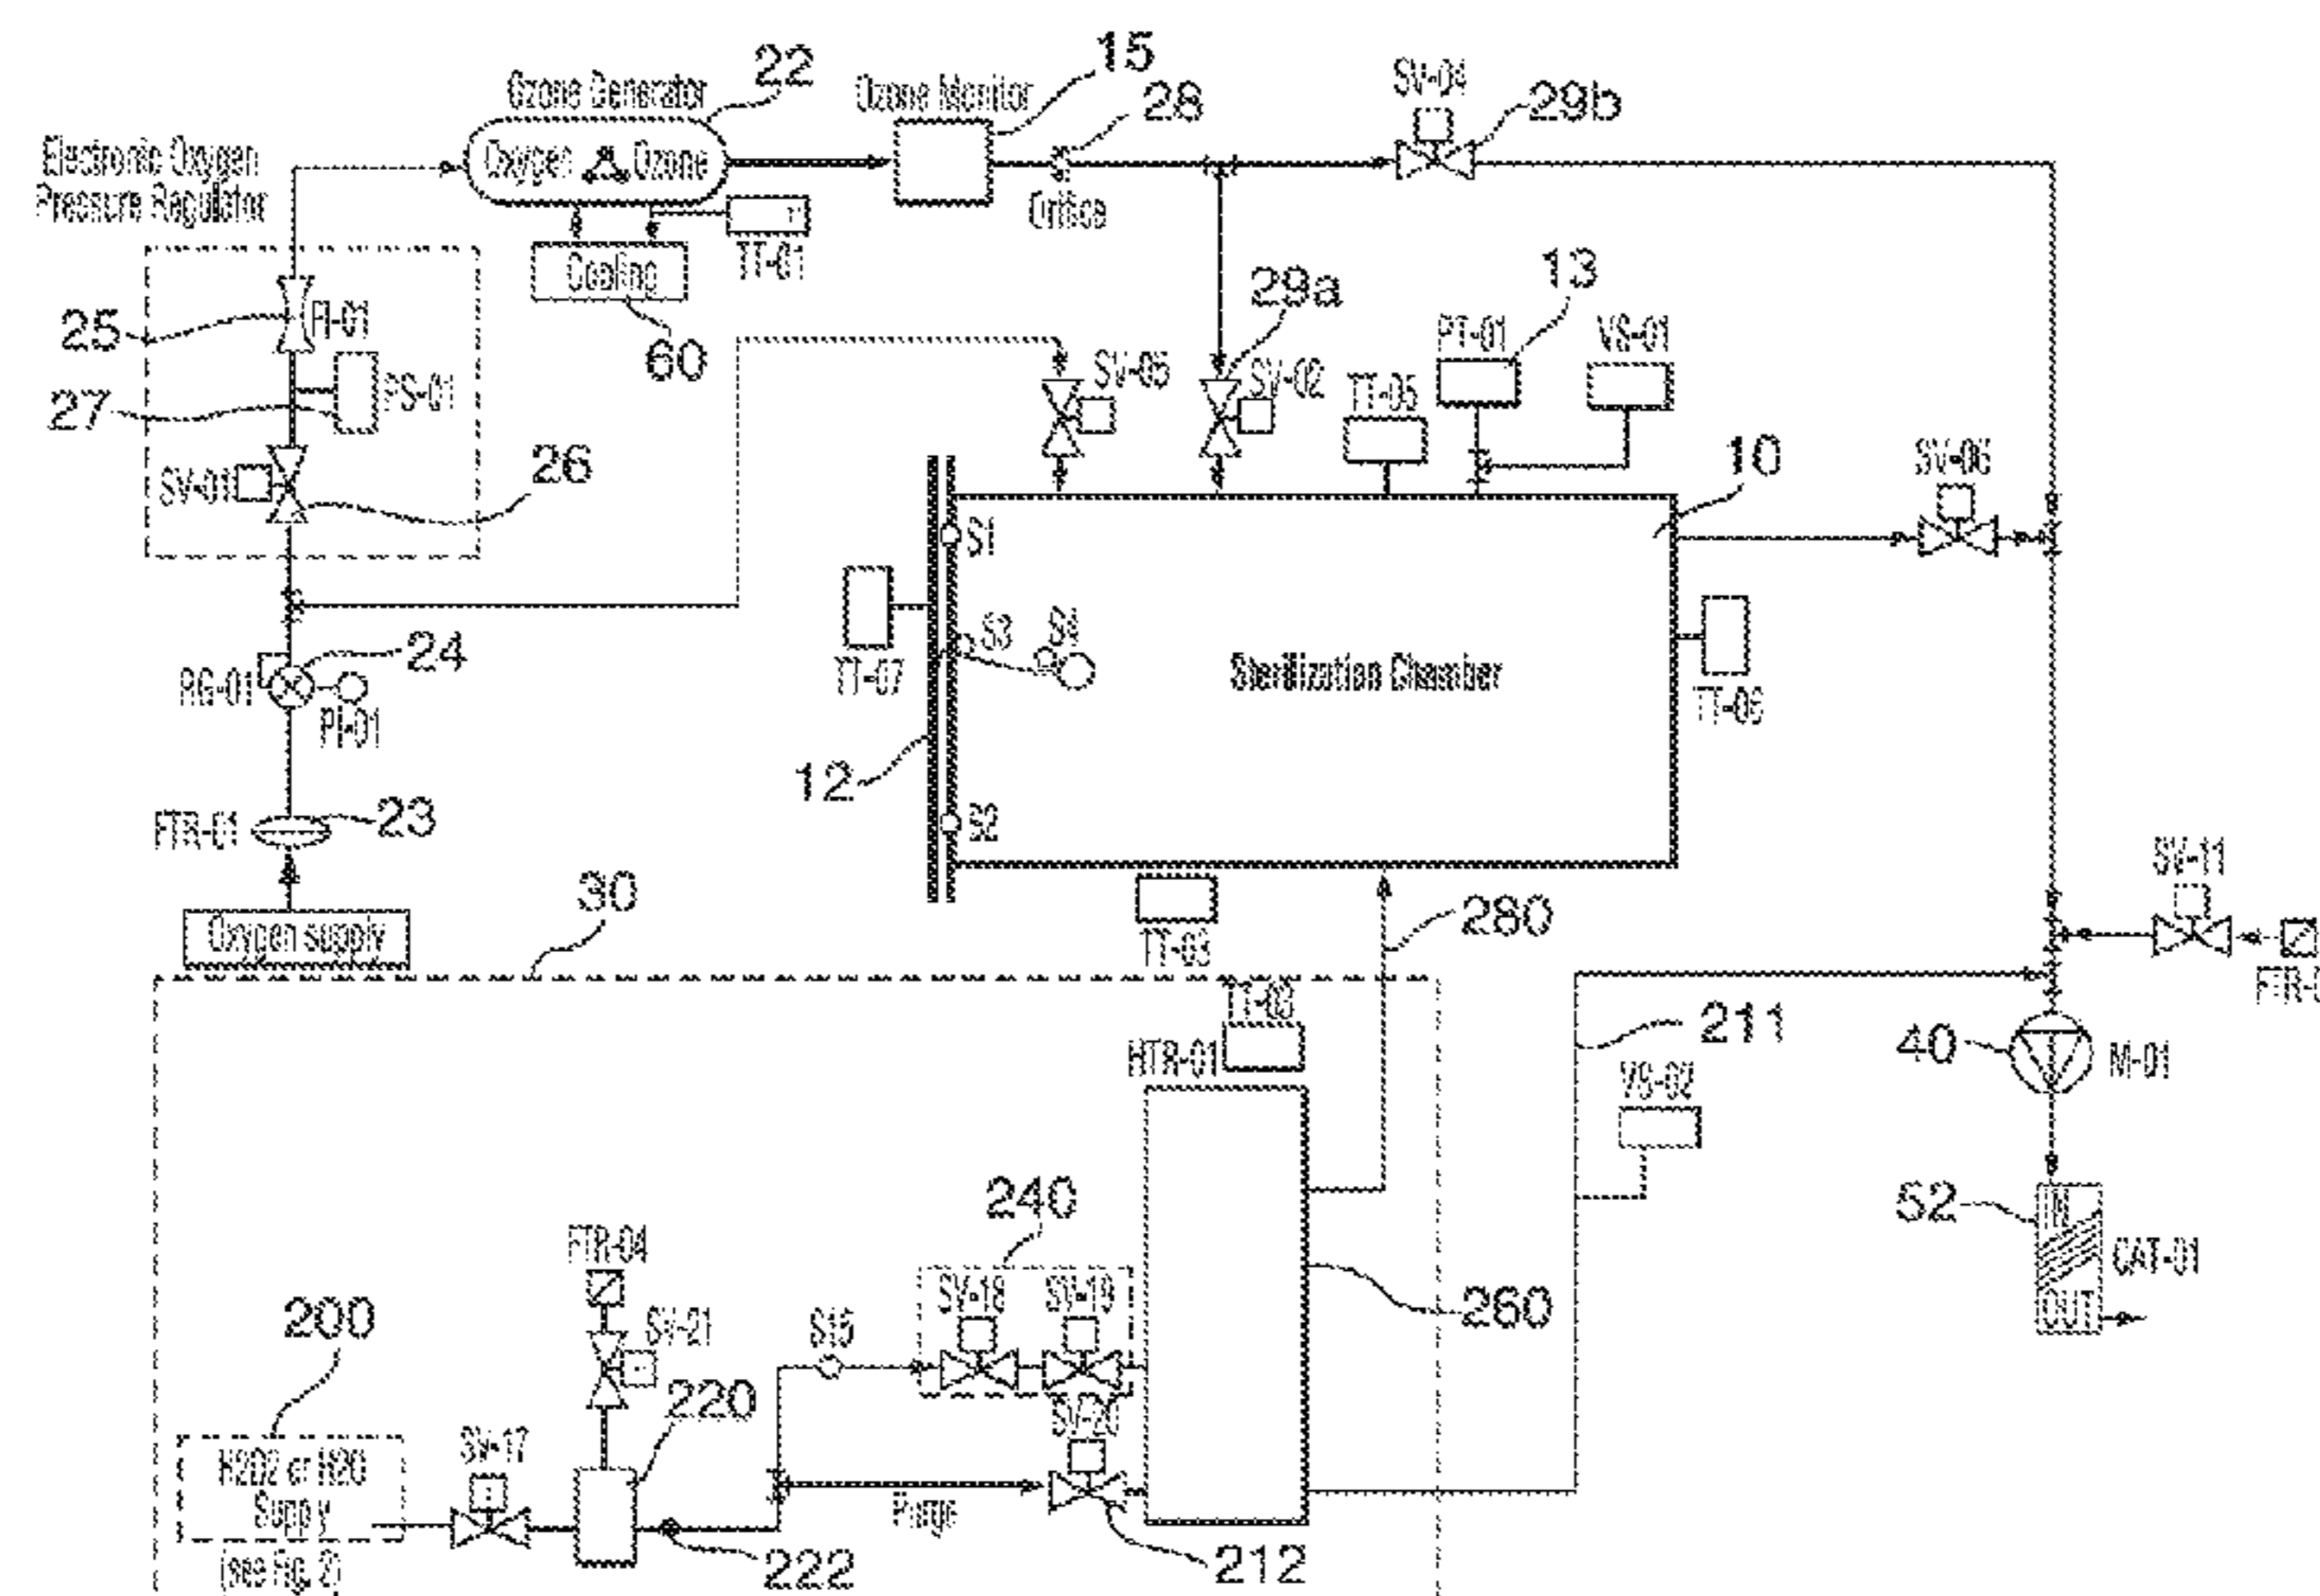 22
15
SV-04
Ozone Generator
Ozone Monitor
28
29b
Electronic Oxygen
Pressure Regulator
Oxygen
Ozone
Orifice
TT-01
Cooling
13
29a
25
FI-01
60
PT-01
VS-01
SV-05
SV-02
TT-05
27
PS-01
10
SV-06
SV-01
26
S1
24
S3
S4
RG-01
PI-01
TT-07
Sterilization Chamber
TT-06
12
FTR-01
23
S2
SV-11
30
280
Oxygen supply
TT-03
211
HTR-01
40
M-01
VS-02
240
52
IN
FTR-04
CAT-01
200
SV-18
SV-19
260
OUT
S15
SV-21
220
SV-20
H2O2 or H2O
Supply
SV-17
Purge
(see Fig. 2)
222
212